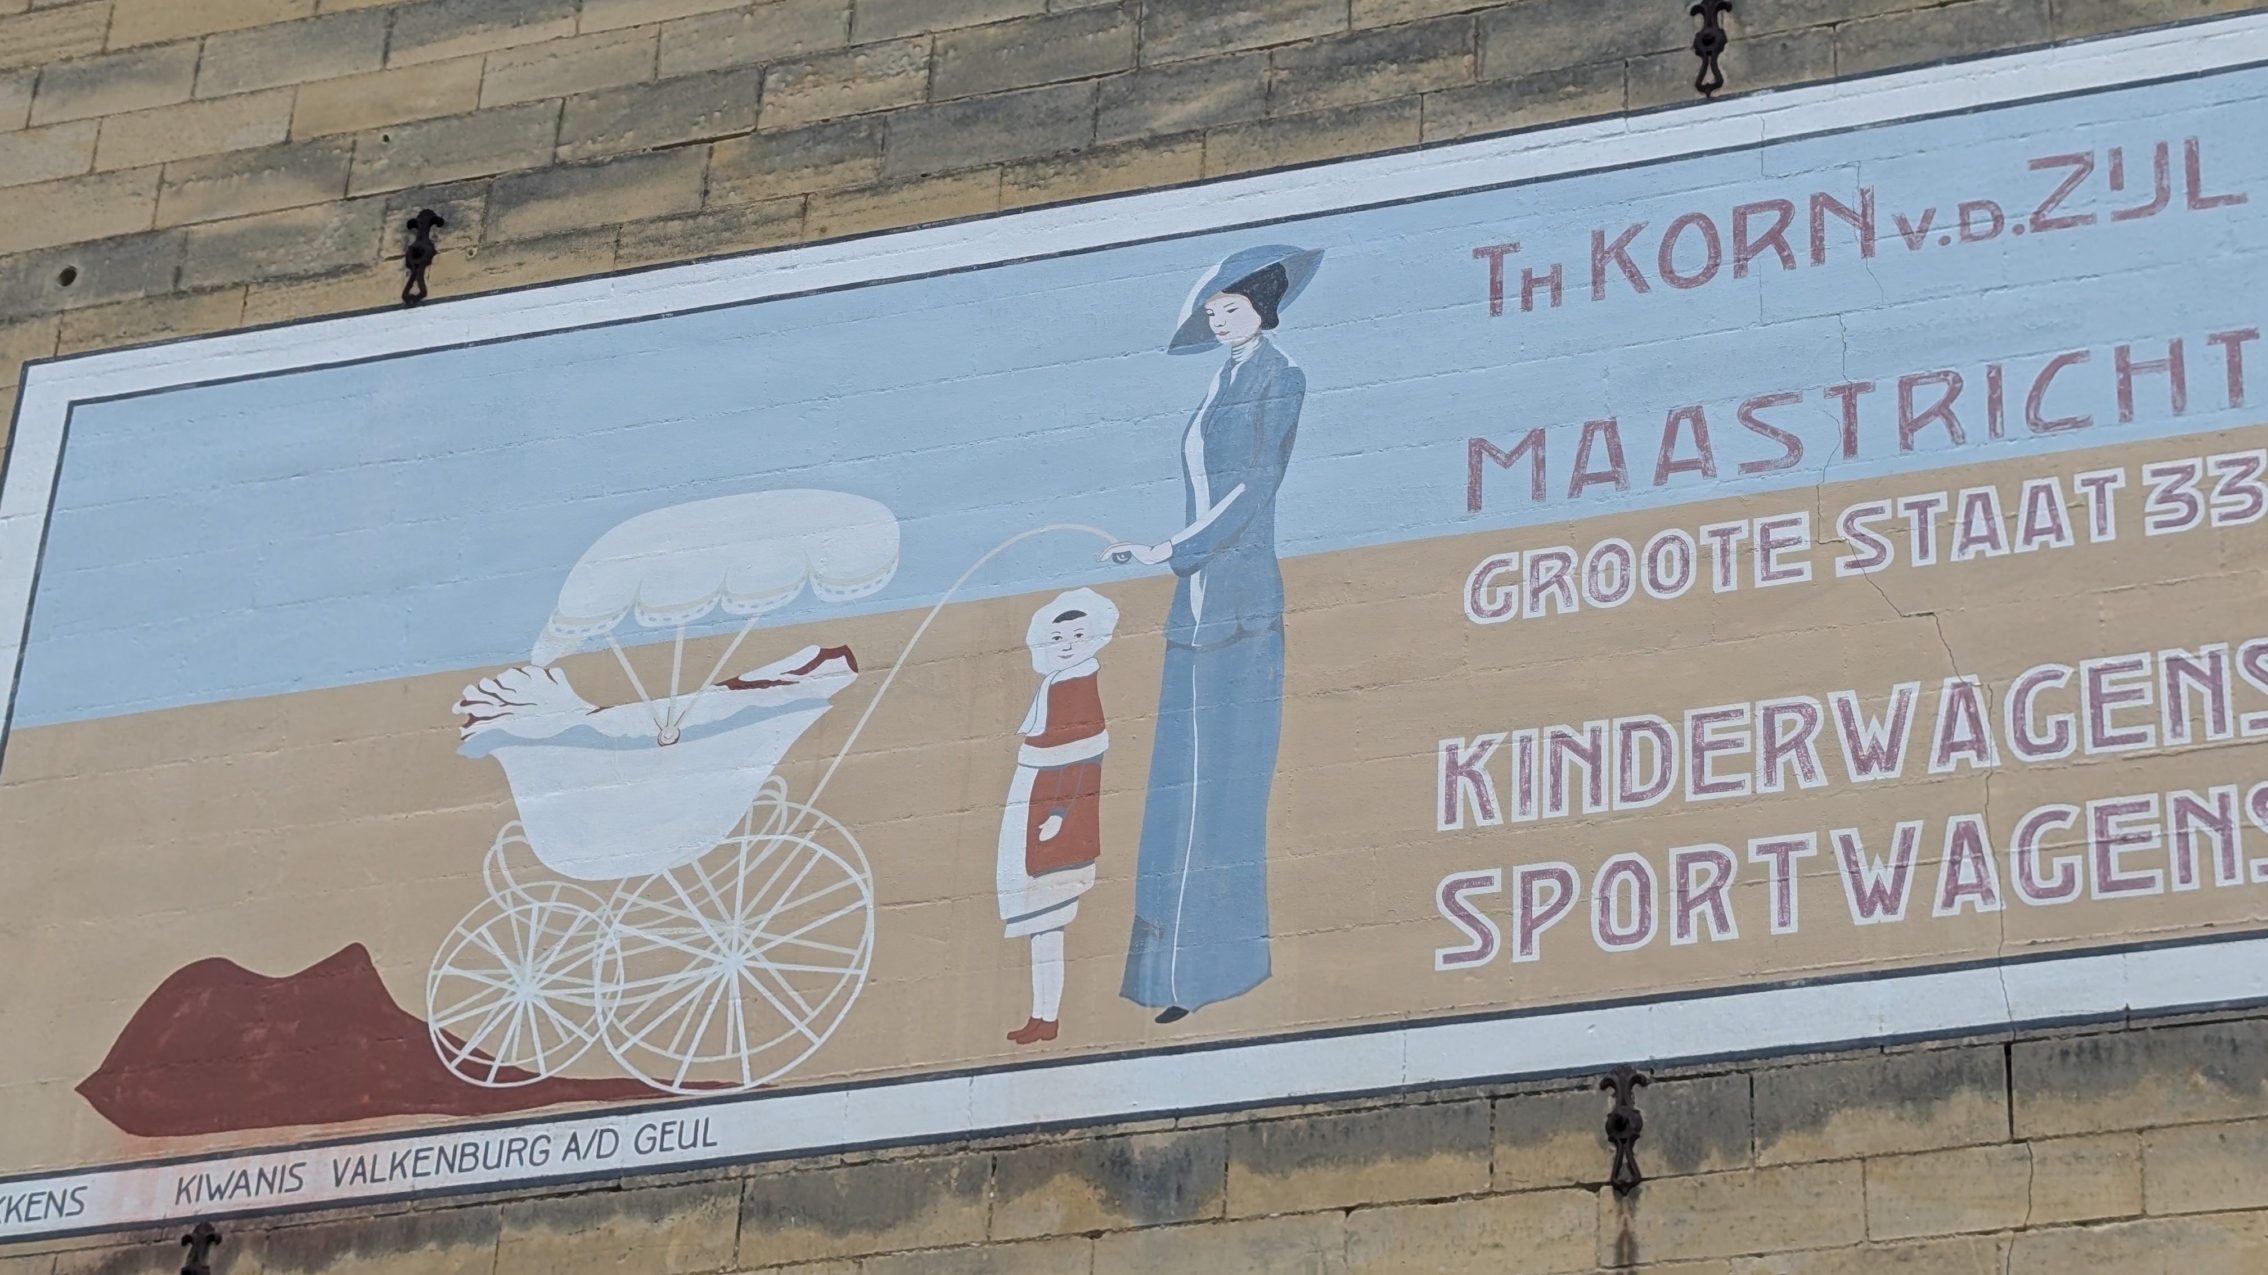 TH KORN V.D. ZIJL
MAASTRICHT
GROOTE STAAT 33
KINDERWAGENS
SPORTWAGENS
KIWANIS VALKENBURG A/D GEUL